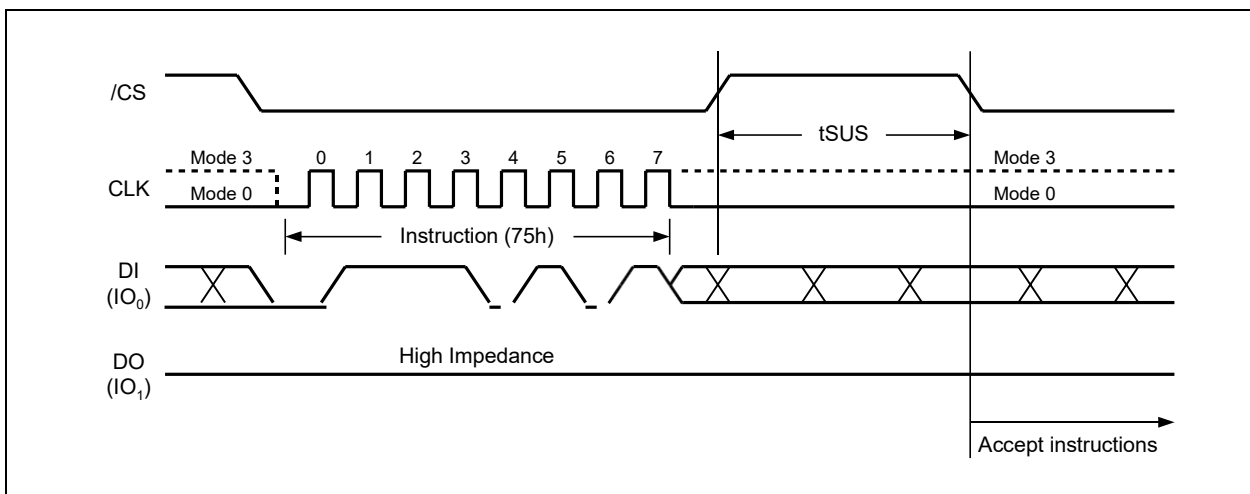 /CS
tSUS
Mode 3 0 1 2 3 4 5 6 7 Mode 3
CLK
Mode 0 Mode 0
Instruction (75h)
DI
(IO₀)
High Impedance
DO
(IO₁)
Accept instructions